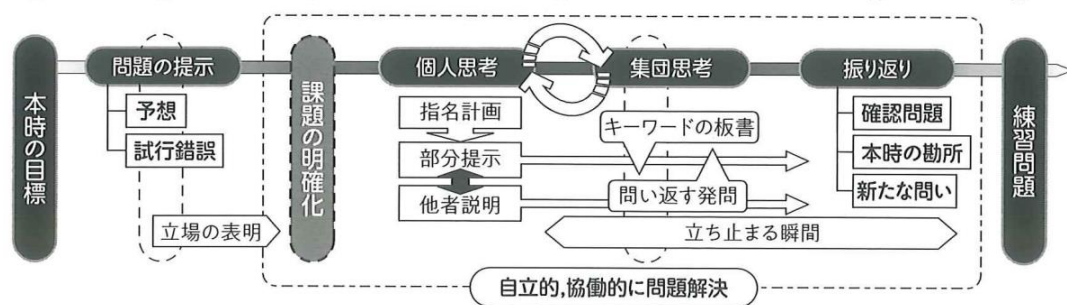 本時の目標
問題の提示
予想
試行錯誤
立場の表明
課題の明確化
個人思考
指名計画
部分提示
他者説明
集団思考
キーワードの板書
問い返す発問
立ち止まる瞬間
振り返り
確認問題
本時の勘所
新たな問い
練習問題
自立的,協働的に問題解決